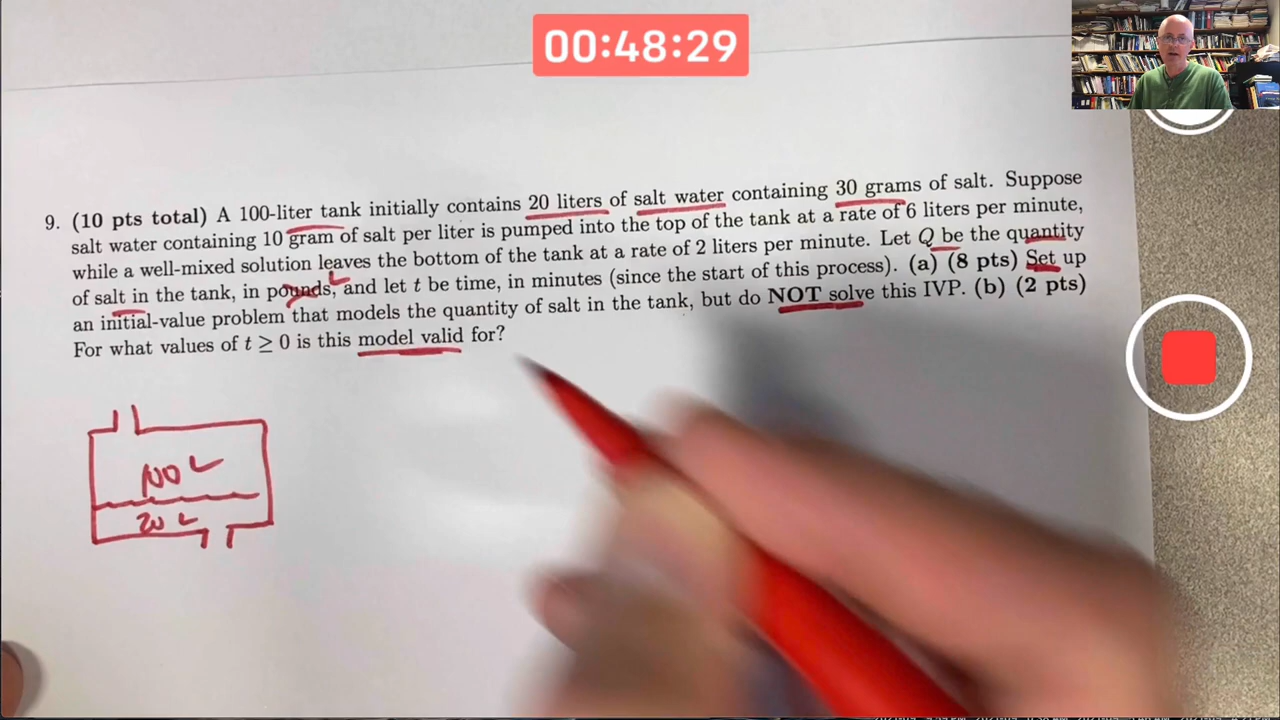 00:48:29
9. (10 pts total) A 100-liter tank initially contains 20 liters of salt water containing 30 grams of salt. Suppose
salt water containing 10 gram of salt per liter is pumped into the top of the tank at a rate of 6 liters per minute,
while a well-mixed solution leaves the bottom of the tank at a rate of 2 liters per minute. Let Q be the quantity
of salt in the tank, in pounds, and let t be time, in minutes (since the start of this process). (a) (8 pts) Set up
an initial-value problem that models the quantity of salt in the tank, but do NOT solve this IVP. (b) (2 pts)
For what values of t ≥ 0 is this model valid for?
100 L
20 L